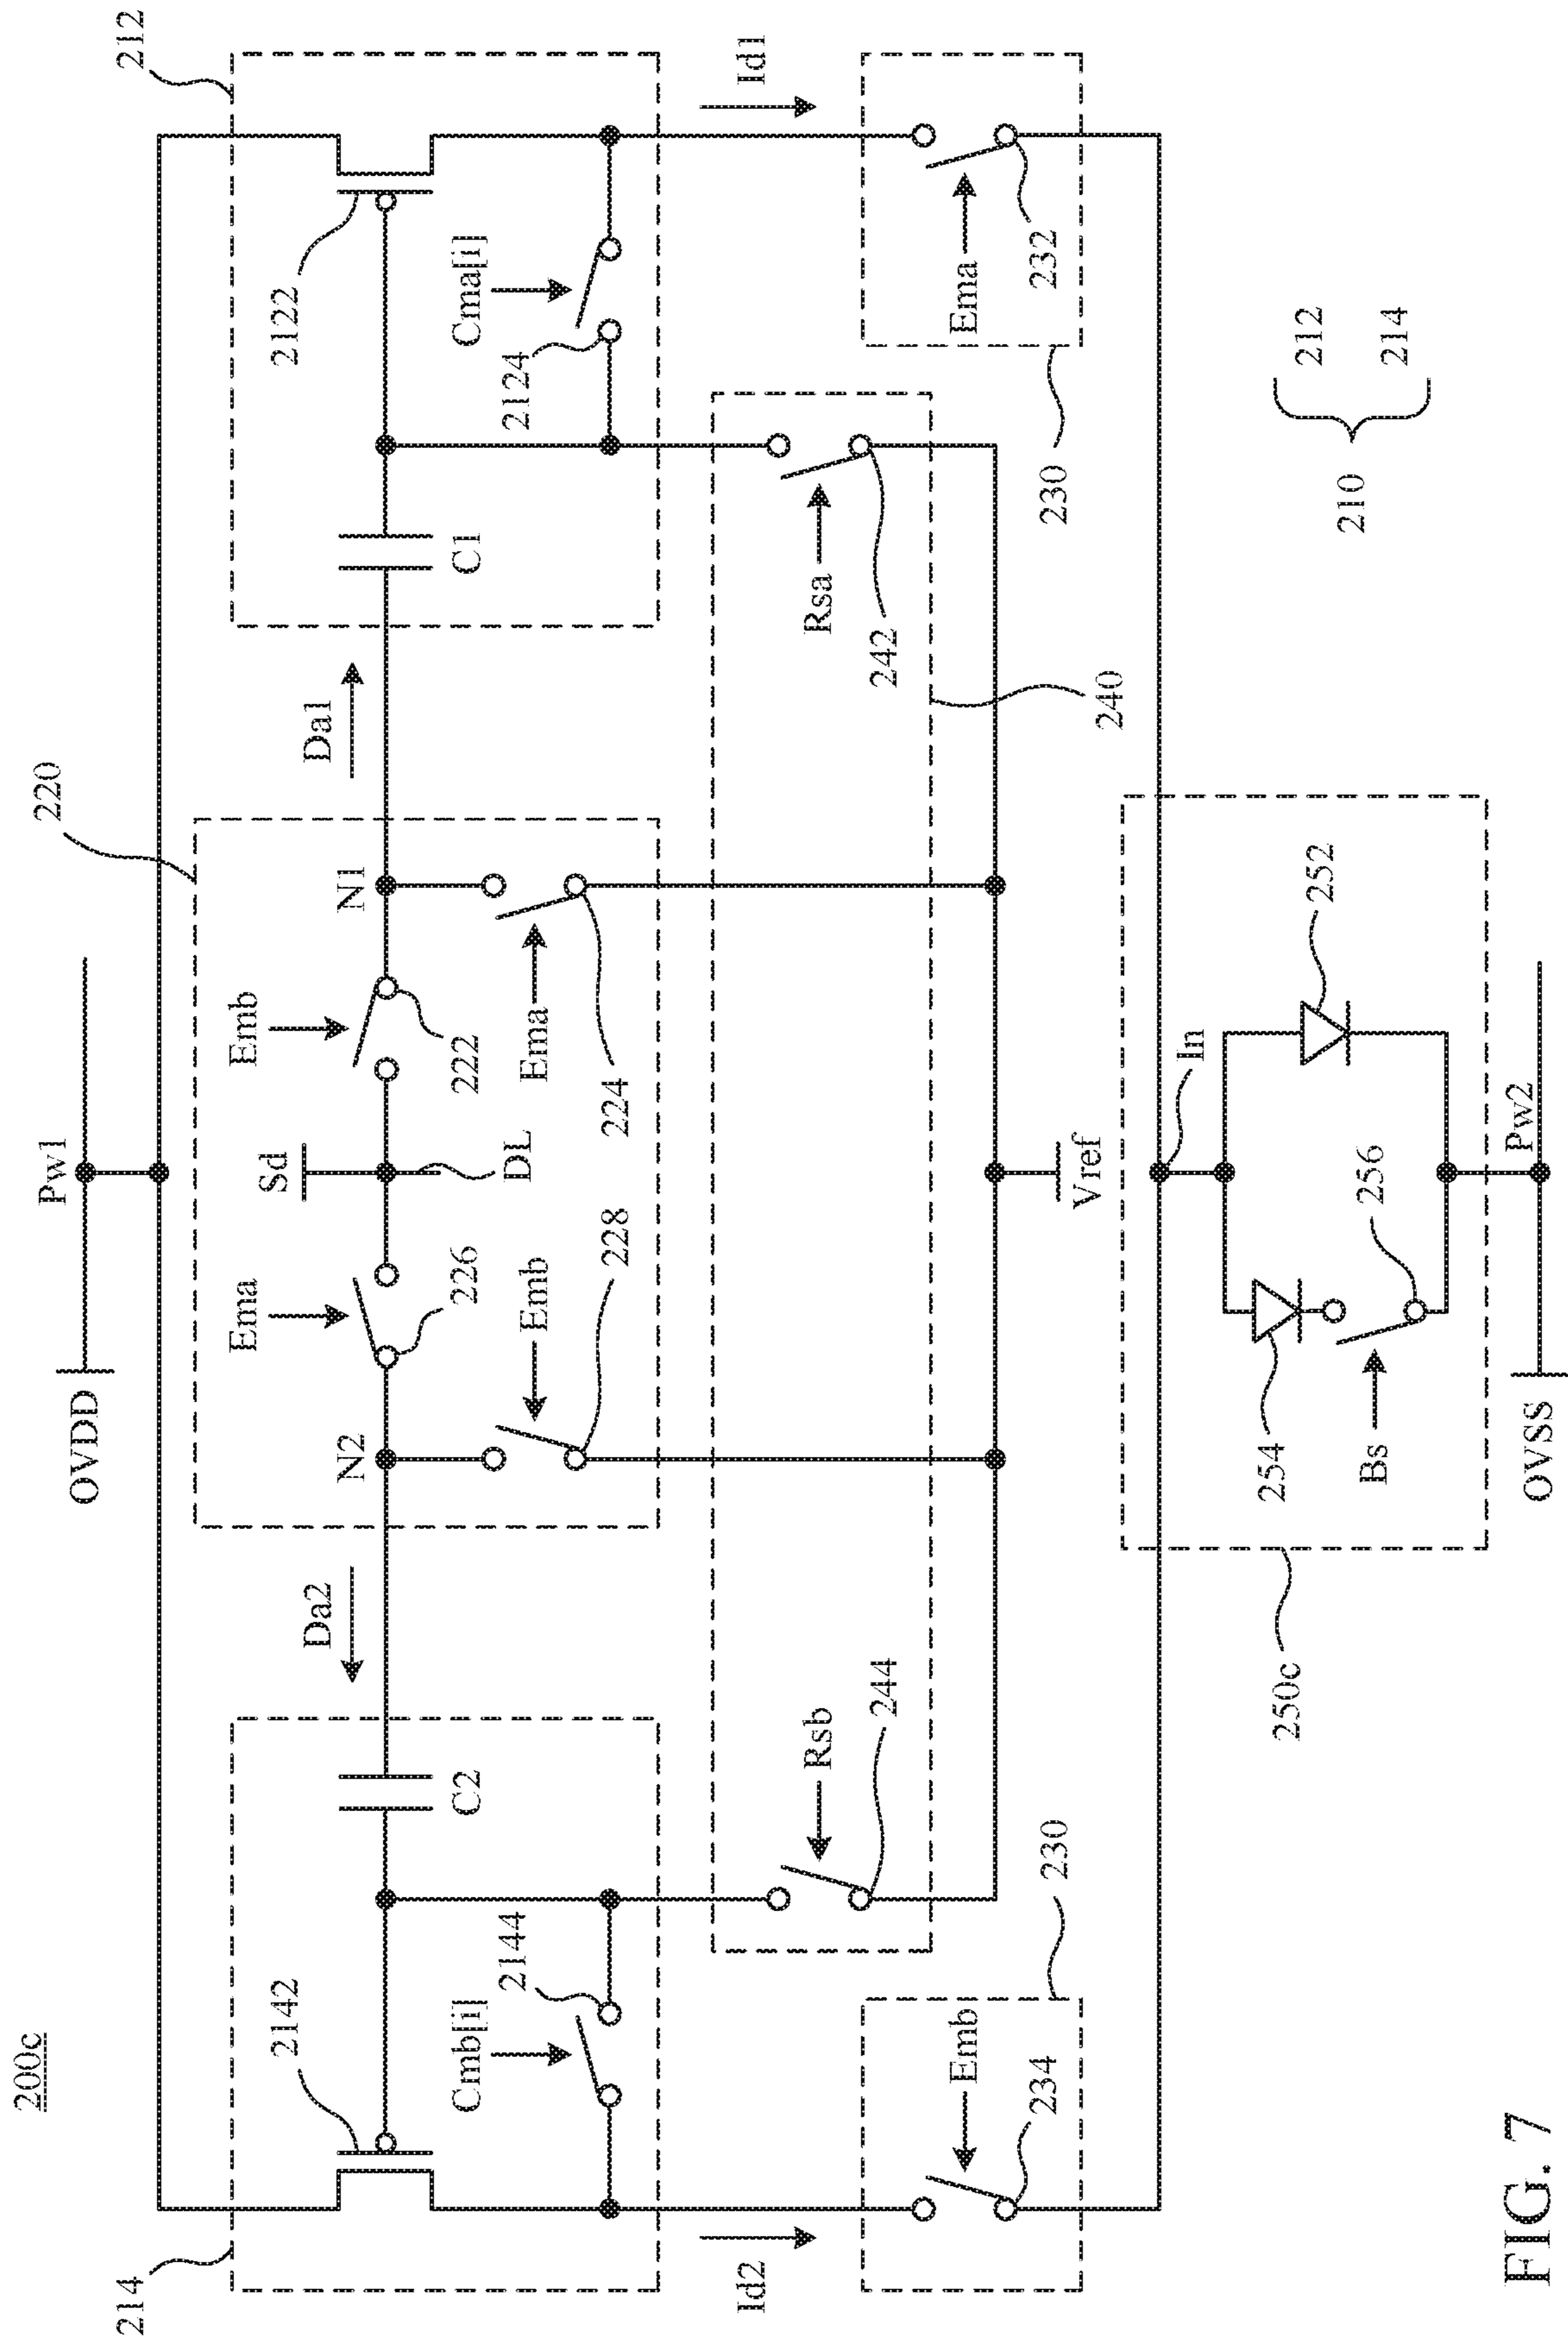 200c
214
2142
Cmb[i]
2144
C2
Id2
Emb
234
230
Rsb
244
Da2
OVDD
Pw1
220
N2
Ema
226
Emb
228
Sd
DL
Emb
222
N1
Ema
224
Da1
C1
212
2122
Cma[i]
2124
Id1
Ema
232
230
Rsa
242
240
Vref
In
250c
254
Bs
256
252
OVSS
Pw2
210
212
214
FIG. 7